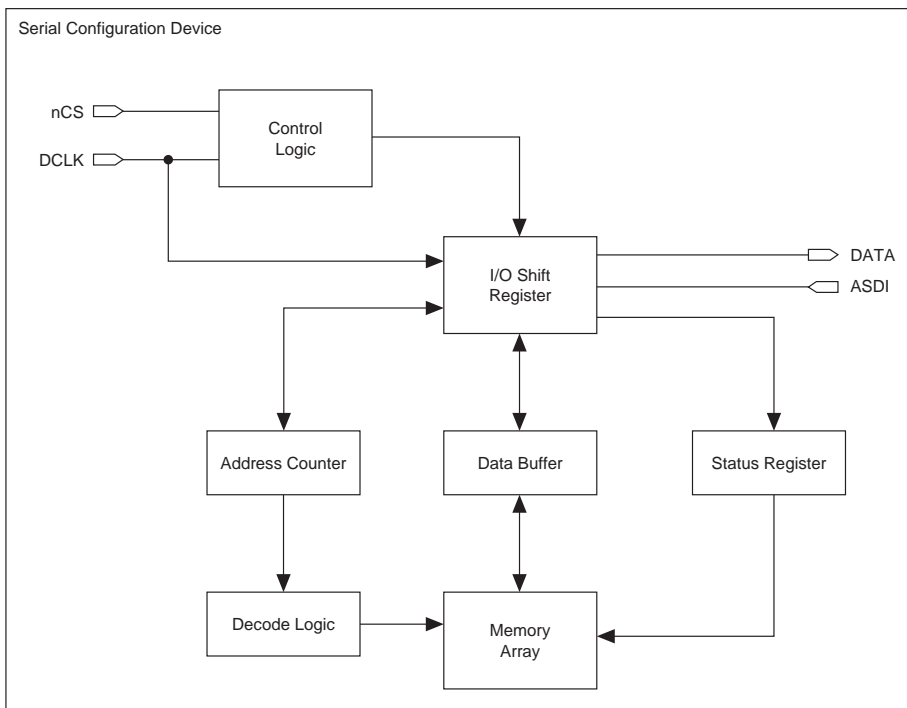 Serial Configuration Device
nCS
DCLK
Control
Logic
I/O Shift
Register
DATA
ASDI
Address Counter
Data Buffer
Status Register
Decode Logic
Memory
Array